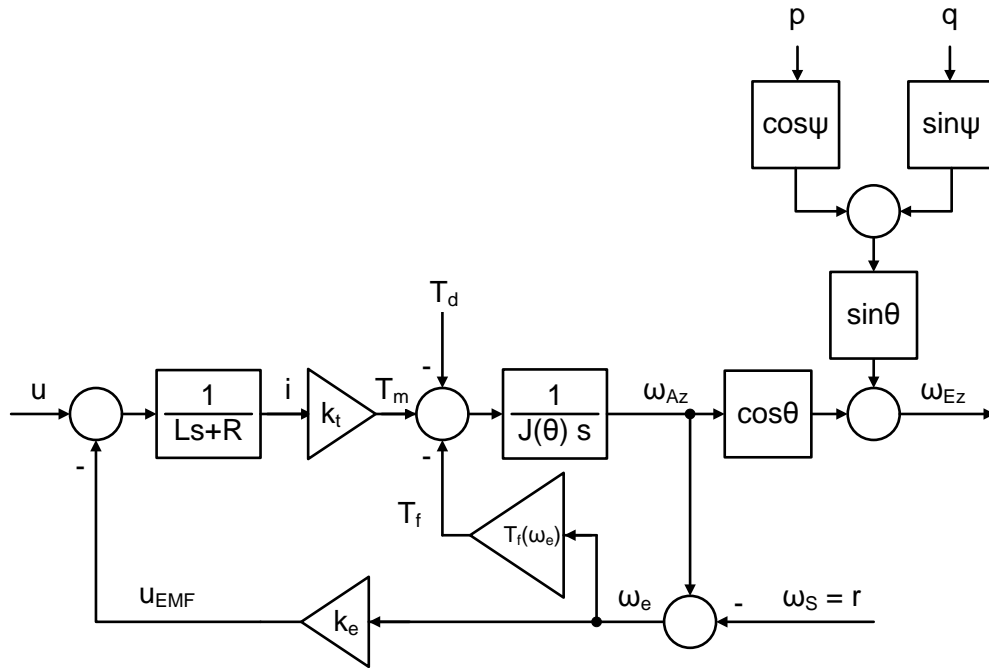 p q
cosψ sinψ
sinθ
T_d
-
u 1/(Ls+R) i k_t T_m 1/(J(θ) s) ω_Az cosθ ω_Ez
- -
T_f T_f(ω_e)
u_EMF k_e ω_e - ω_S = r